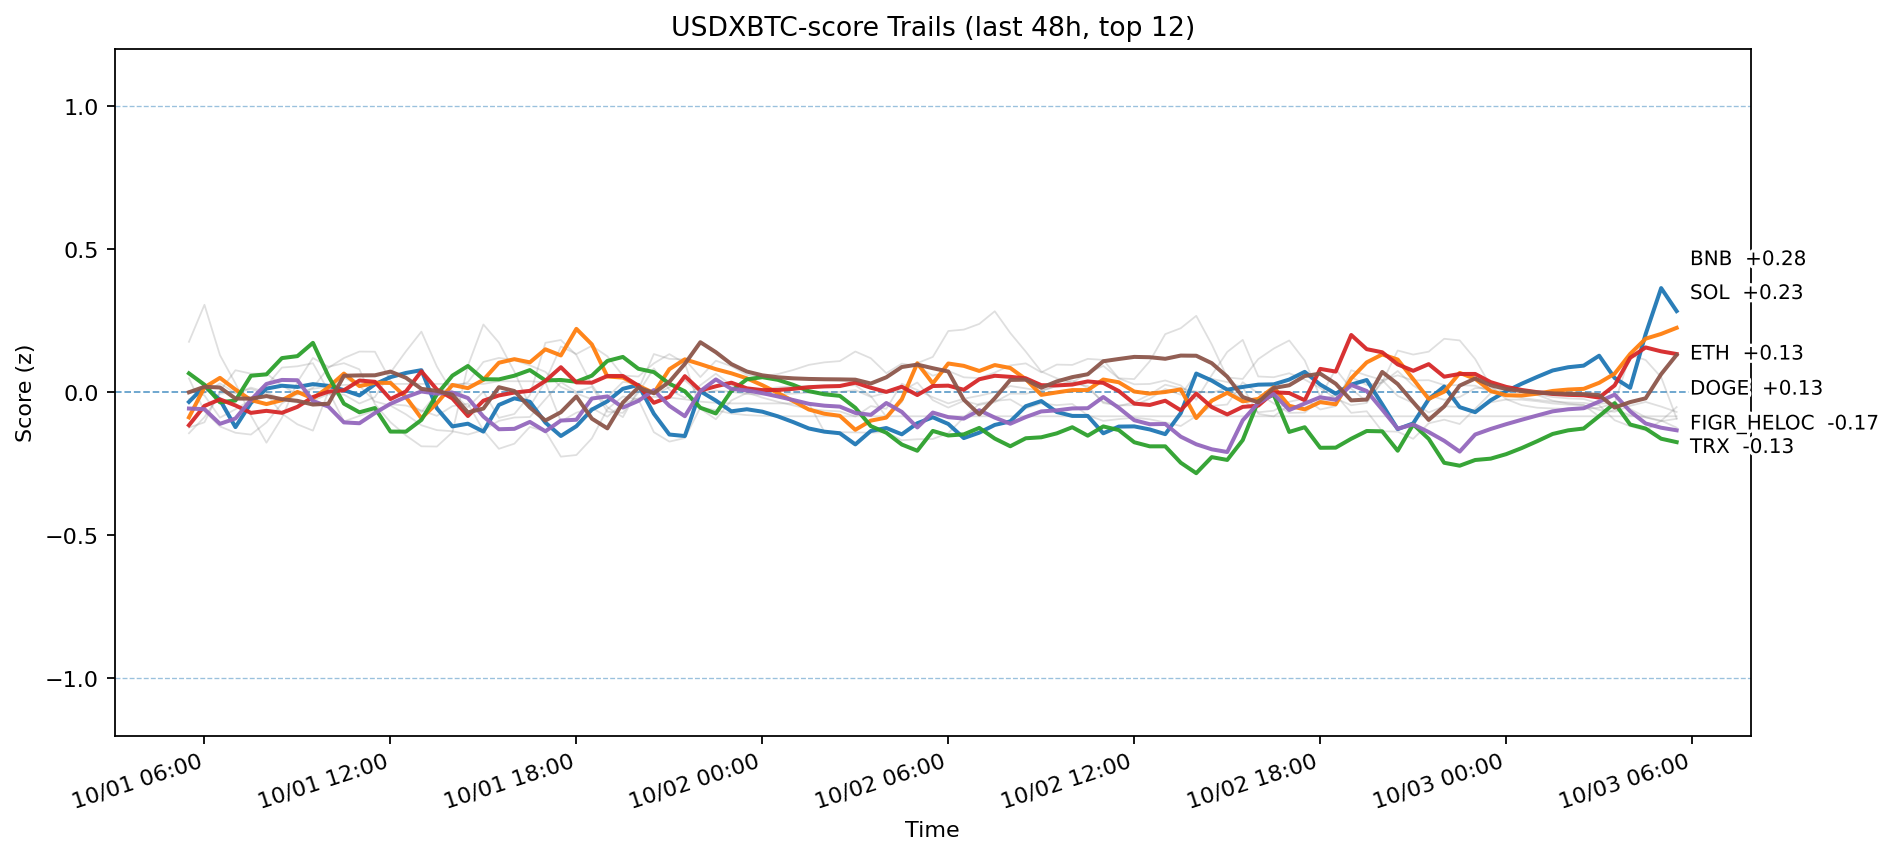 USDXBTC-score Trails (last 48h, top 12)
Score (z)
1.0
0.5
0.0
−0.5
−1.0
BNB +0.28
SOL +0.23
ETH +0.13
DOGE +0.13
FIGR_HELOC -0.17
TRX -0.13
10/01 06:00
10/01 12:00
10/01 18:00
10/02 00:00
10/02 06:00
10/02 12:00
10/02 18:00
10/03 00:00
10/03 06:00
Time